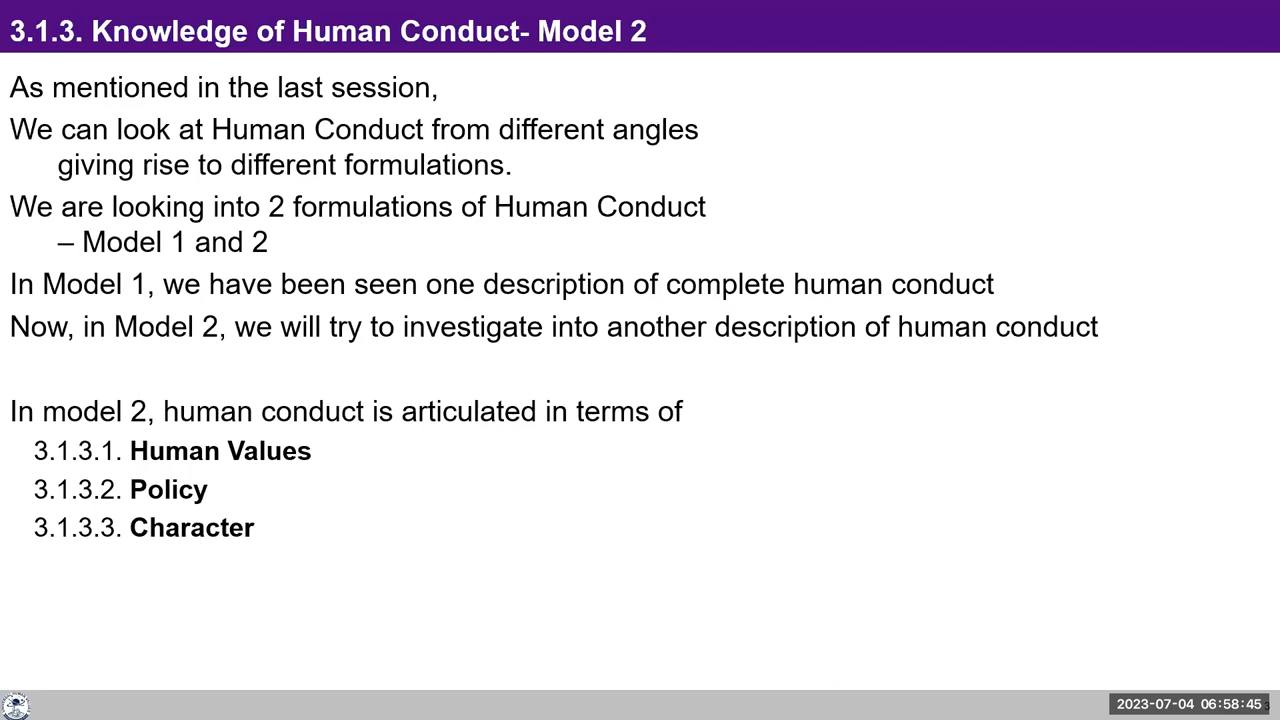 3.1.3. Knowledge of Human Conduct- Model 2
As mentioned in the last session,
We can look at Human Conduct from different angles
giving rise to different formulations.
We are looking into 2 formulations of Human Conduct
– Model 1 and 2
In Model 1, we have been seen one description of complete human conduct
Now, in Model 2, we will try to investigate into another description of human conduct
In model 2, human conduct is articulated in terms of
3.1.3.1. Human Values
3.1.3.2. Policy
3.1.3.3. Character
2023-07-04 06:58:45
3